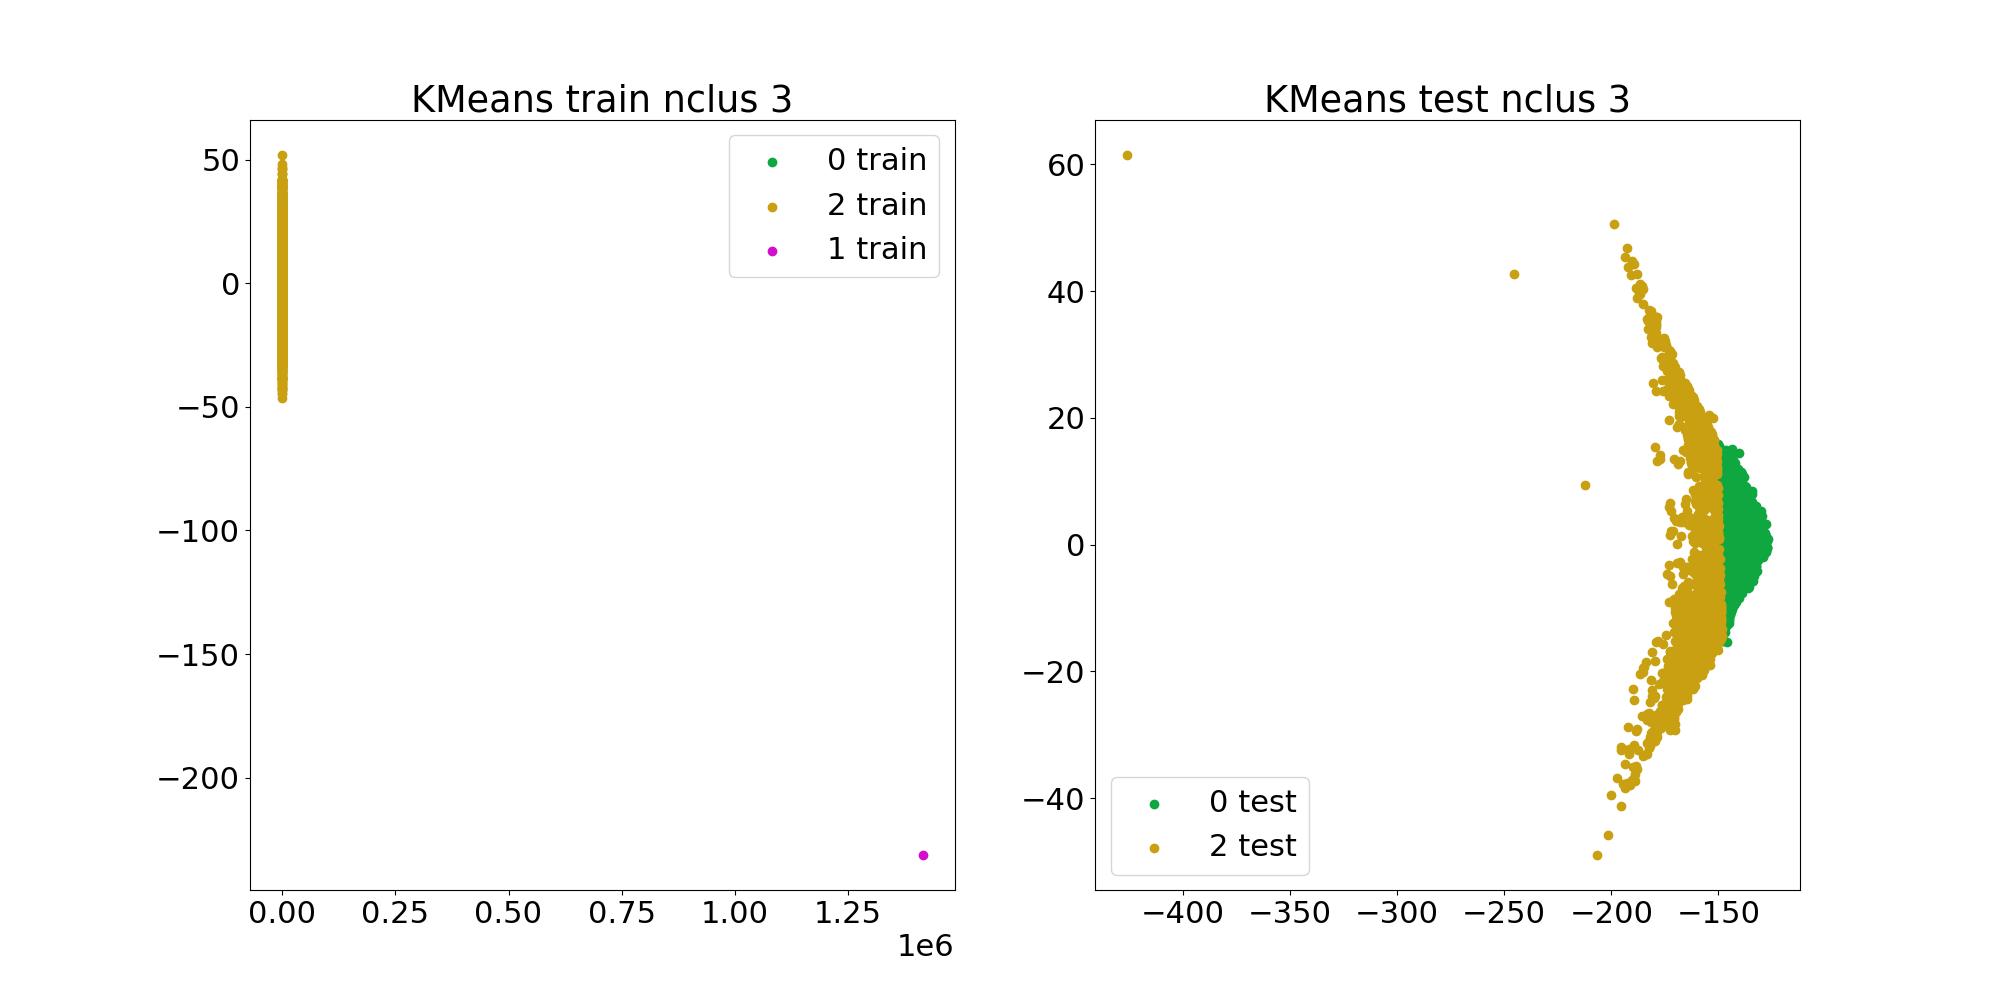 KMeans train nclus 3
50
0
−50
−100
−150
−200
0.00 0.25 0.50 0.75 1.00 1.25
1e6
0 train
2 train
1 train
KMeans test nclus 3
60
40
20
0
−20
−40
−400 −350 −300 −250 −200 −150
0 test
2 test